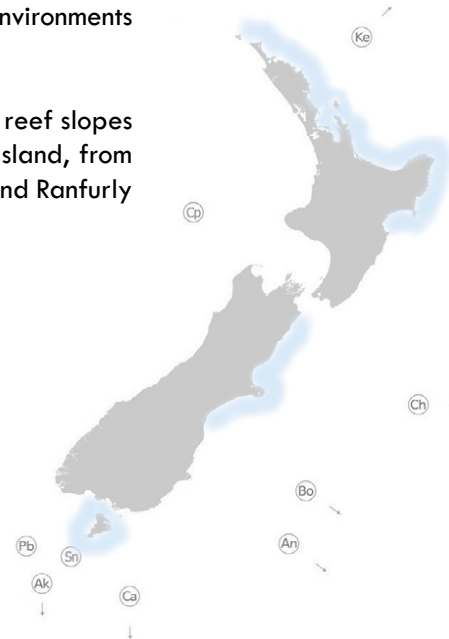 nvironments
reef slopes
sland, from
nd Ranfurly
Ke
Cp
Ch
Bo
An
Pb
Sn
Ak
Ca